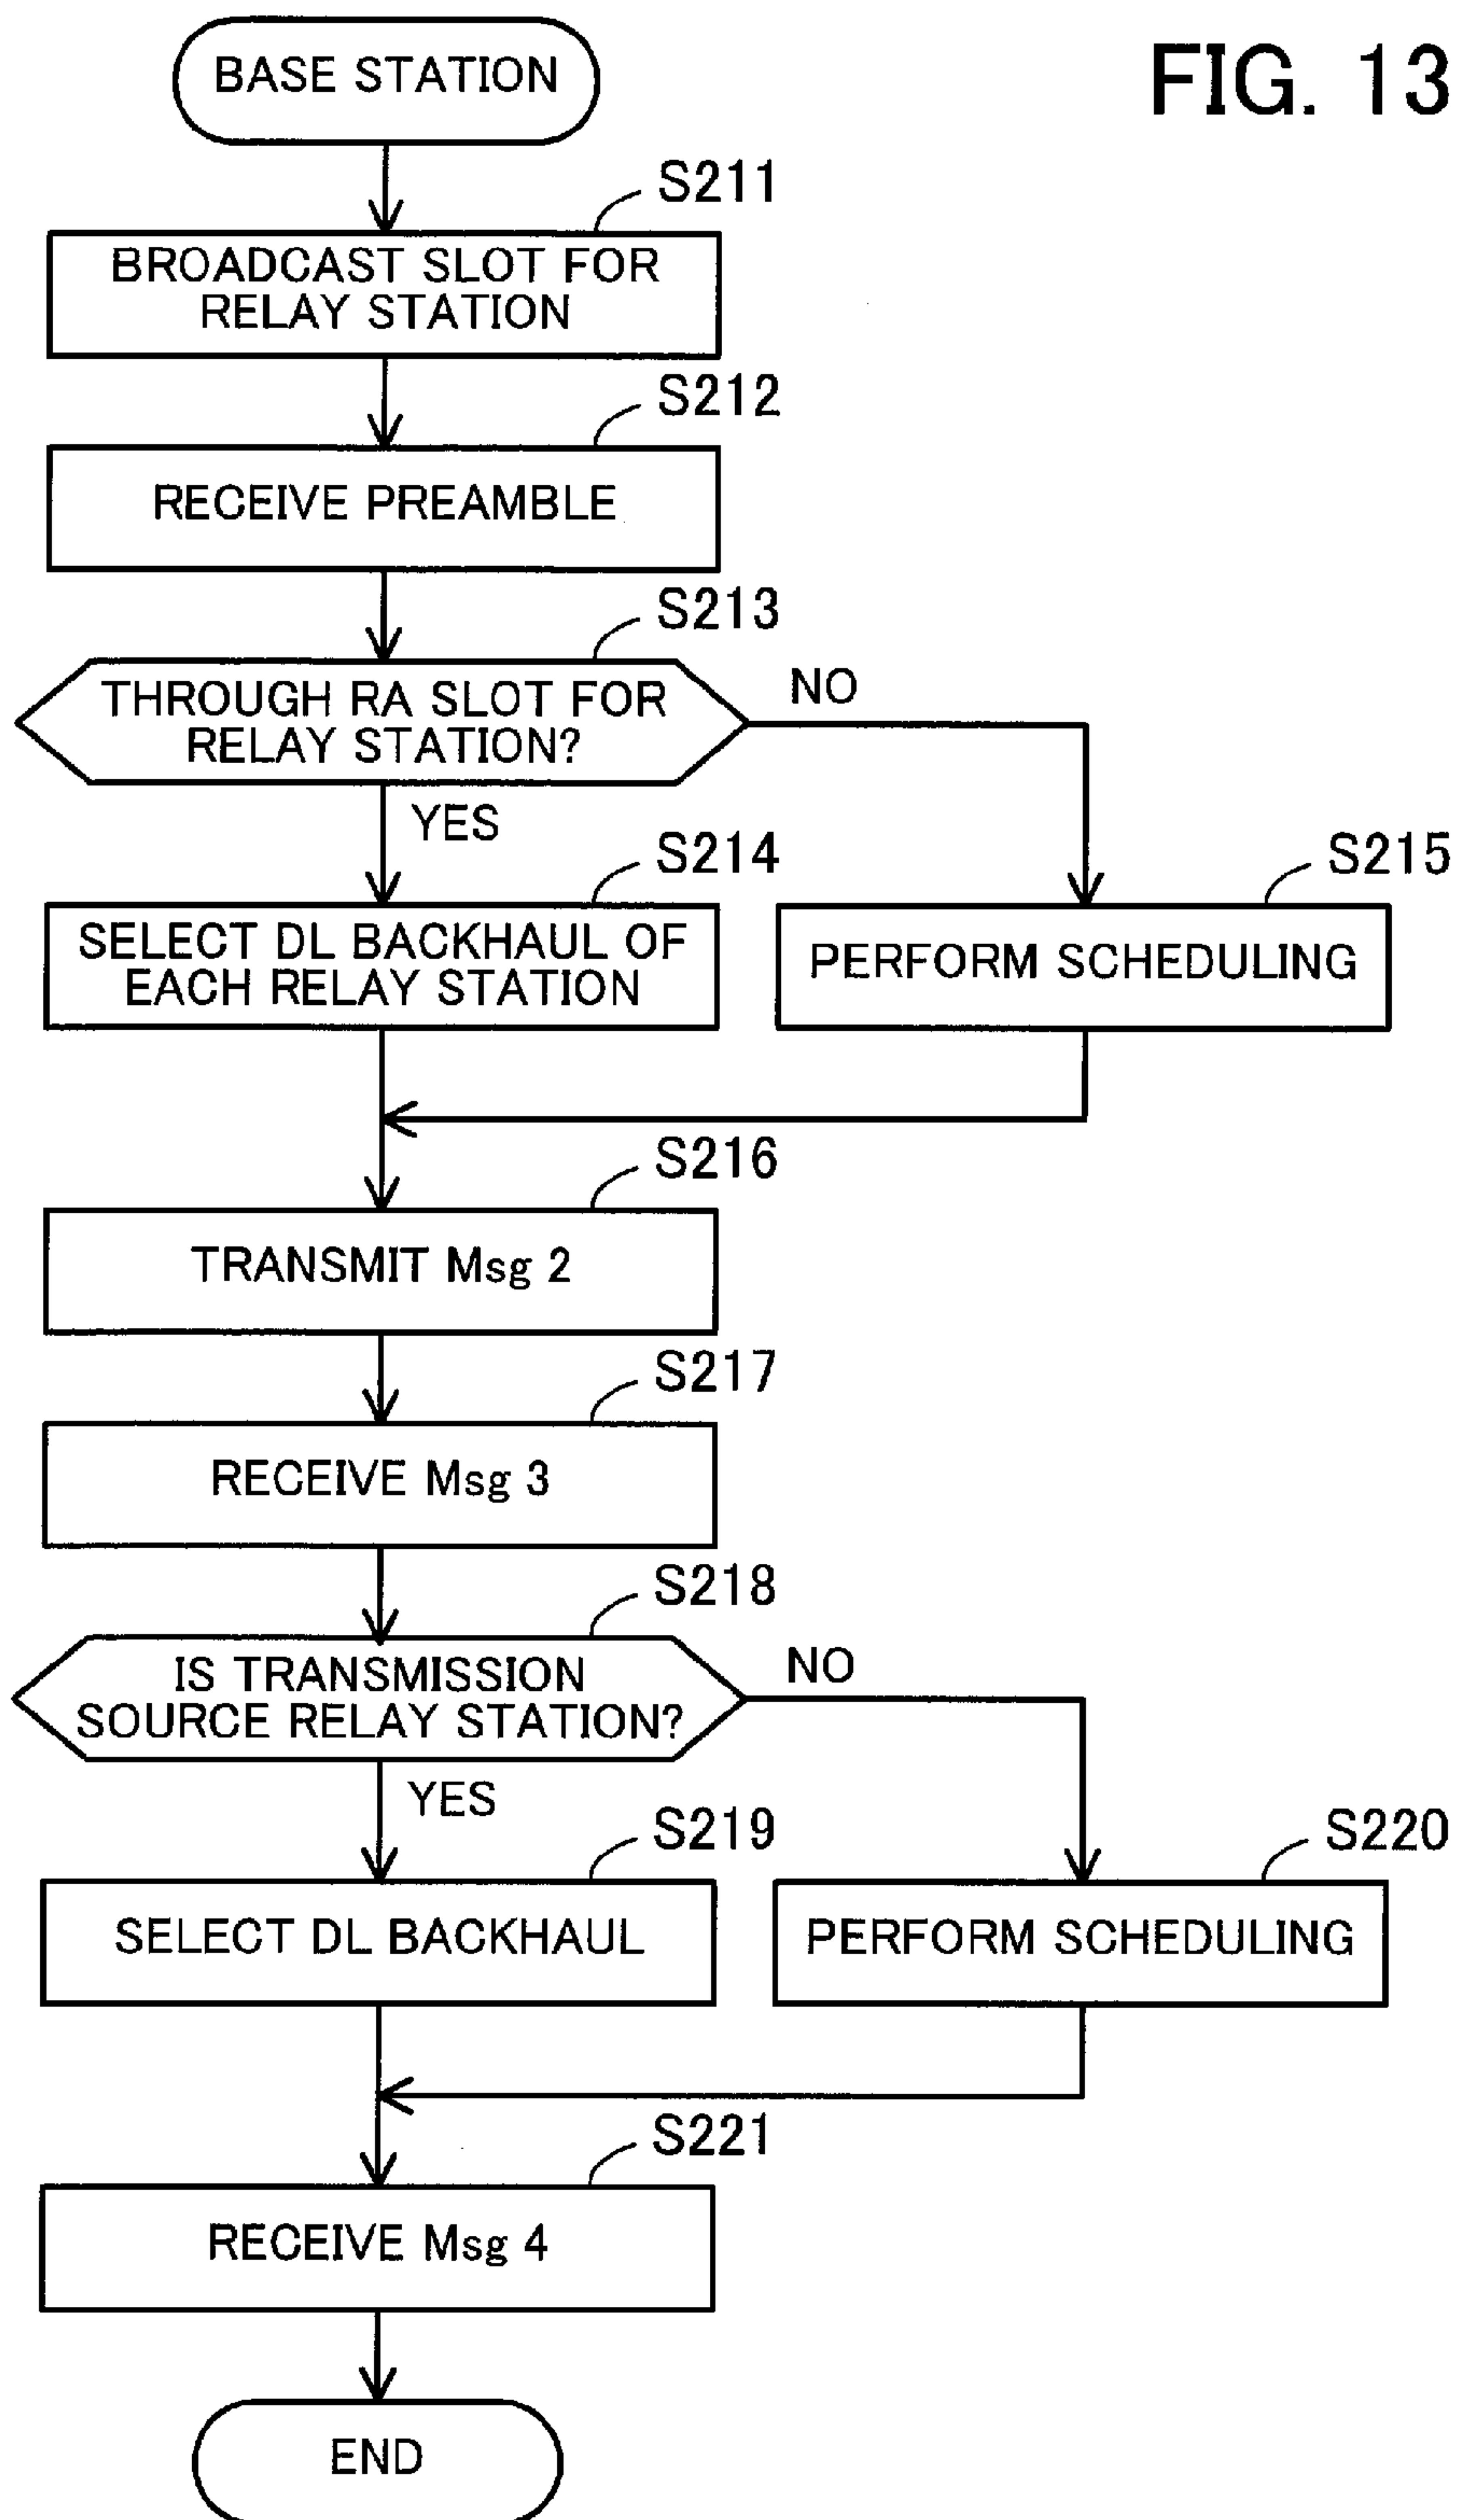 FIG. 13
BASE STATION
S211
BROADCAST SLOT FOR
RELAY STATION
S212
RECEIVE PREAMBLE
S213
THROUGH RA SLOT FOR
RELAY STATION?
NO
YES
S214
SELECT DL BACKHAUL OF
EACH RELAY STATION
S215
PERFORM SCHEDULING
S216
TRANSMIT Msg 2
S217
RECEIVE Msg 3
S218
IS TRANSMISSION
SOURCE RELAY STATION?
NO
YES
S219
SELECT DL BACKHAUL
S220
PERFORM SCHEDULING
S221
RECEIVE Msg 4
END